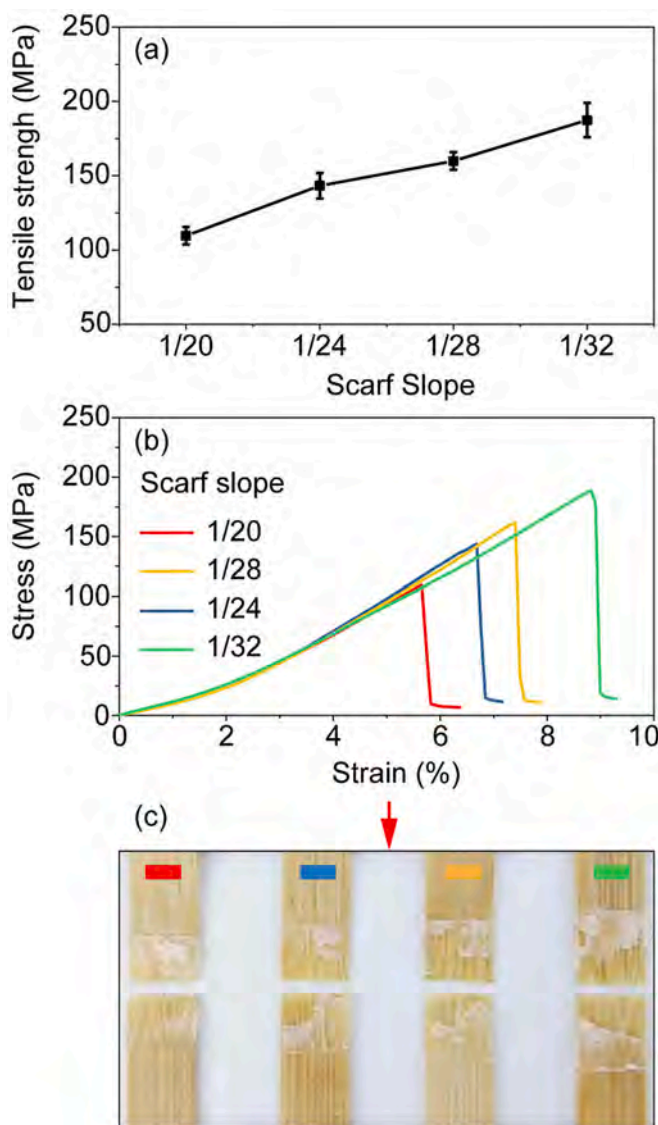 (a)
250
200
150
100
50
Tensile strengh (MPa)
1/20 1/24 1/28 1/32
Scarf Slope
(b)
250
200
150
100
50
0
Stress (MPa)
Scarf slope
1/20
1/28
1/24
1/32
0 2 4 6 8 10
Strain (%)
(c)